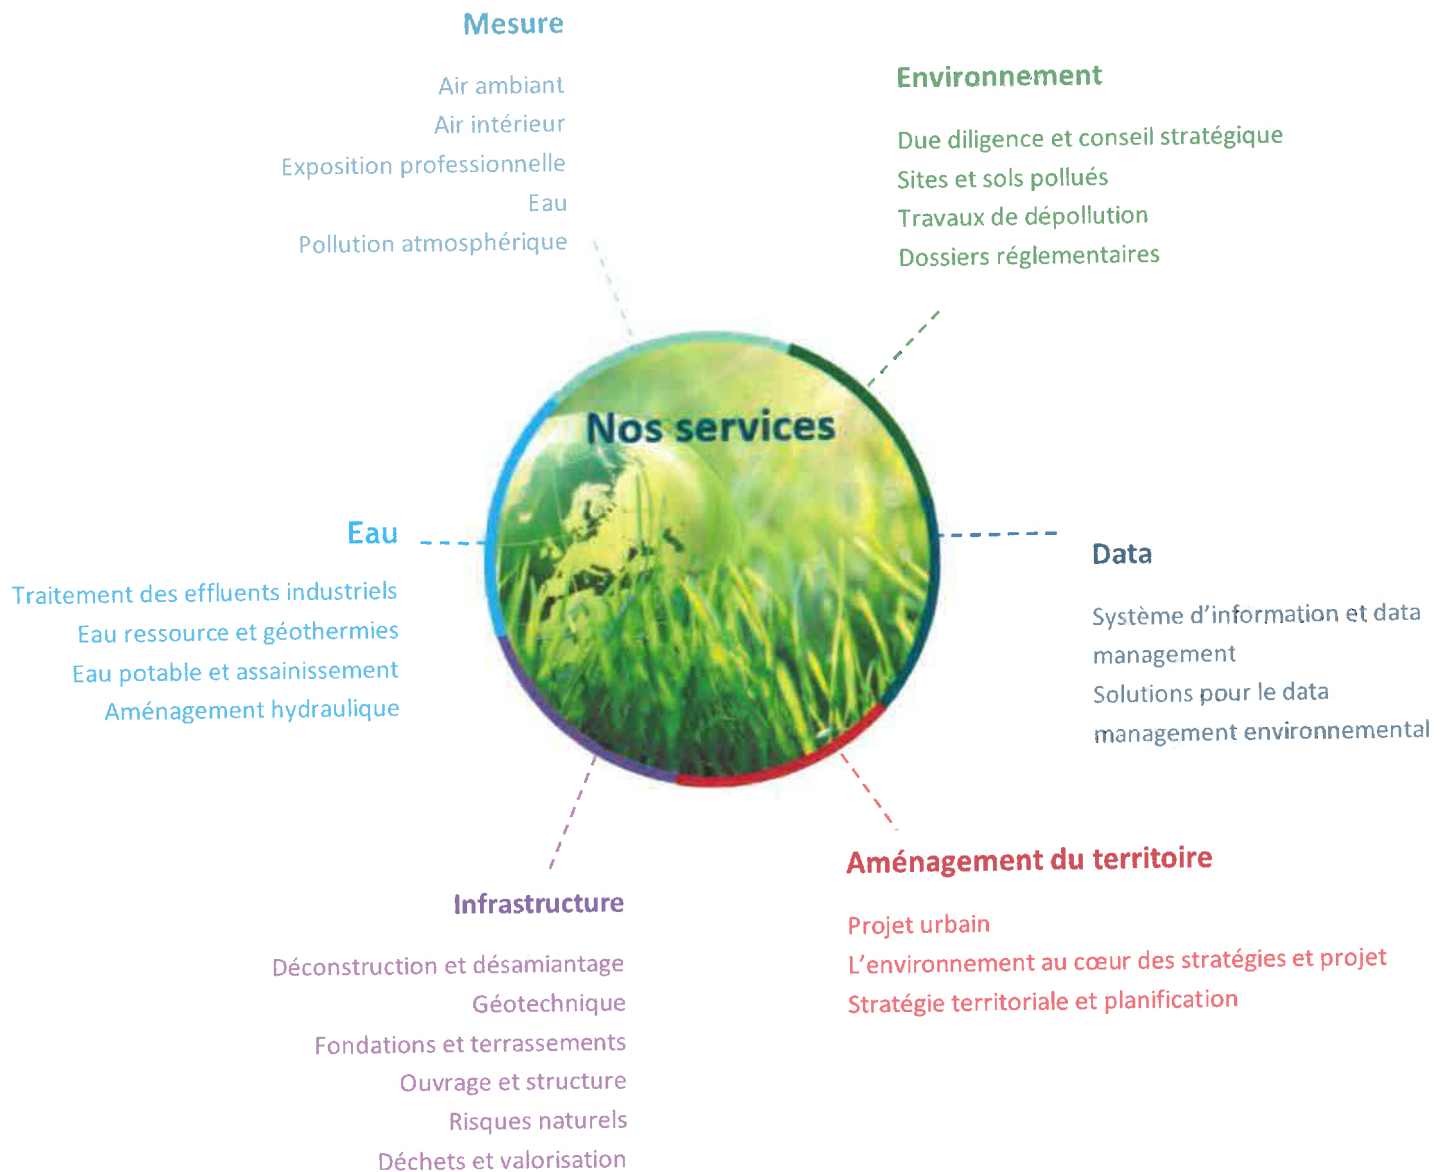 Mesure
Air ambiant
Air intérieur
Exposition professionnelle
Eau
Pollution atmosphérique
Environnement
Due diligence et conseil stratégique
Sites et sols pollués
Travaux de dépollution
Dossiers réglementaires
Nos services
Eau
Traitement des effluents industriels
Eau ressource et géothermies
Eau potable et assainissement
Aménagement hydraulique
Data
Système d'information et data
management
Solutions pour le data
management environnemental
Infrastructure
Déconstruction et désamiantage
Géotechnique
Fondations et terrassements
Ouvrage et structure
Risques naturels
Déchets et valorisation
Aménagement du territoire
Projet urbain
L'environnement au cœur des stratégies et projet
Stratégie territoriale et planification